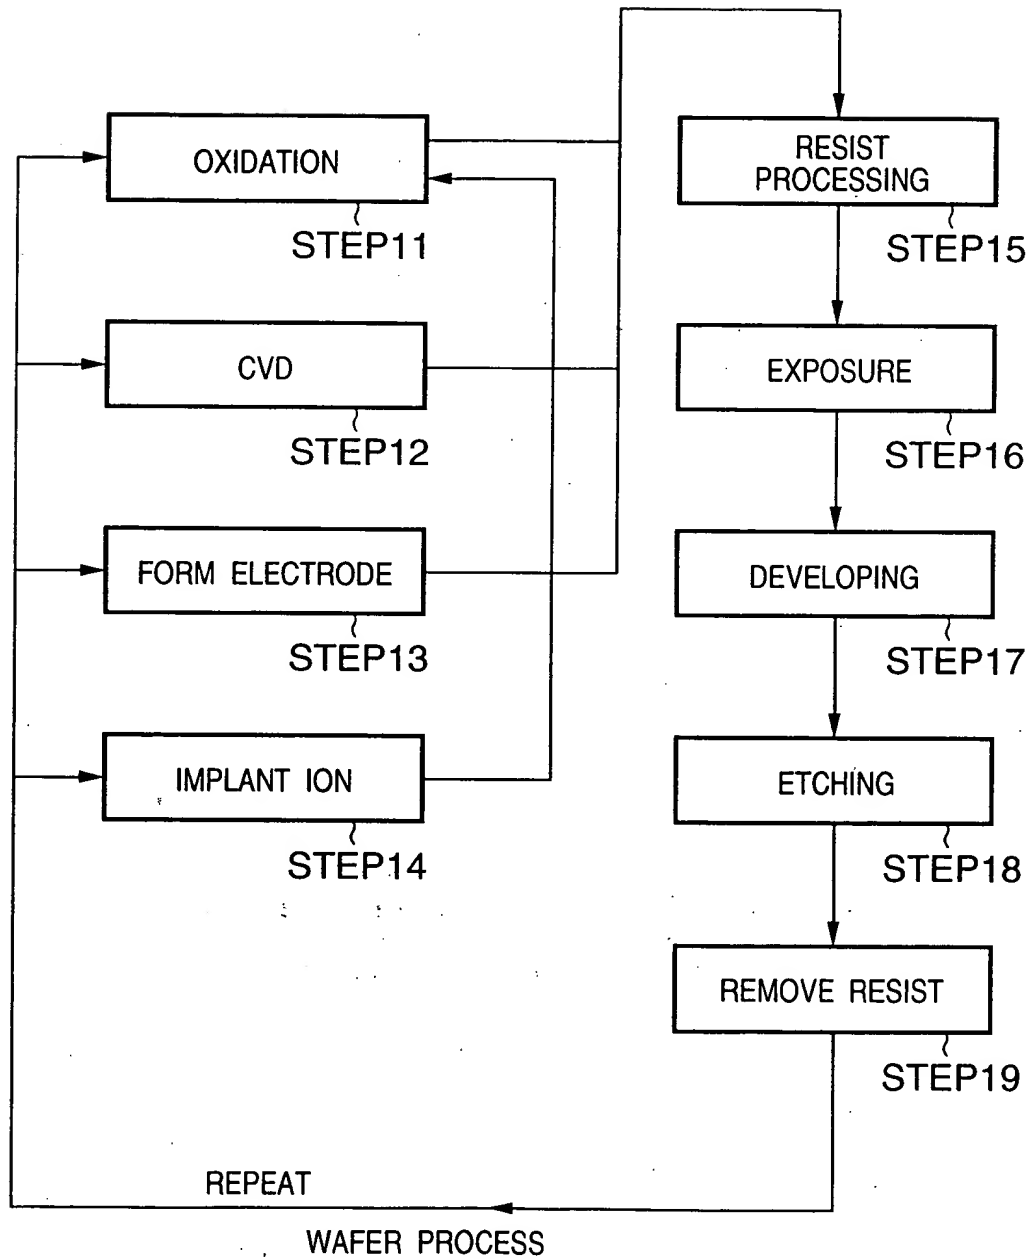 OXIDATION
STEP11
CVD
STEP12
FORM ELECTRODE
STEP13
IMPLANT ION
STEP14
RESIST
PROCESSING
STEP15
EXPOSURE
STEP16
DEVELOPING
STEP17
ETCHING
STEP18
REMOVE RESIST
STEP19
REPEAT
WAFER PROCESS